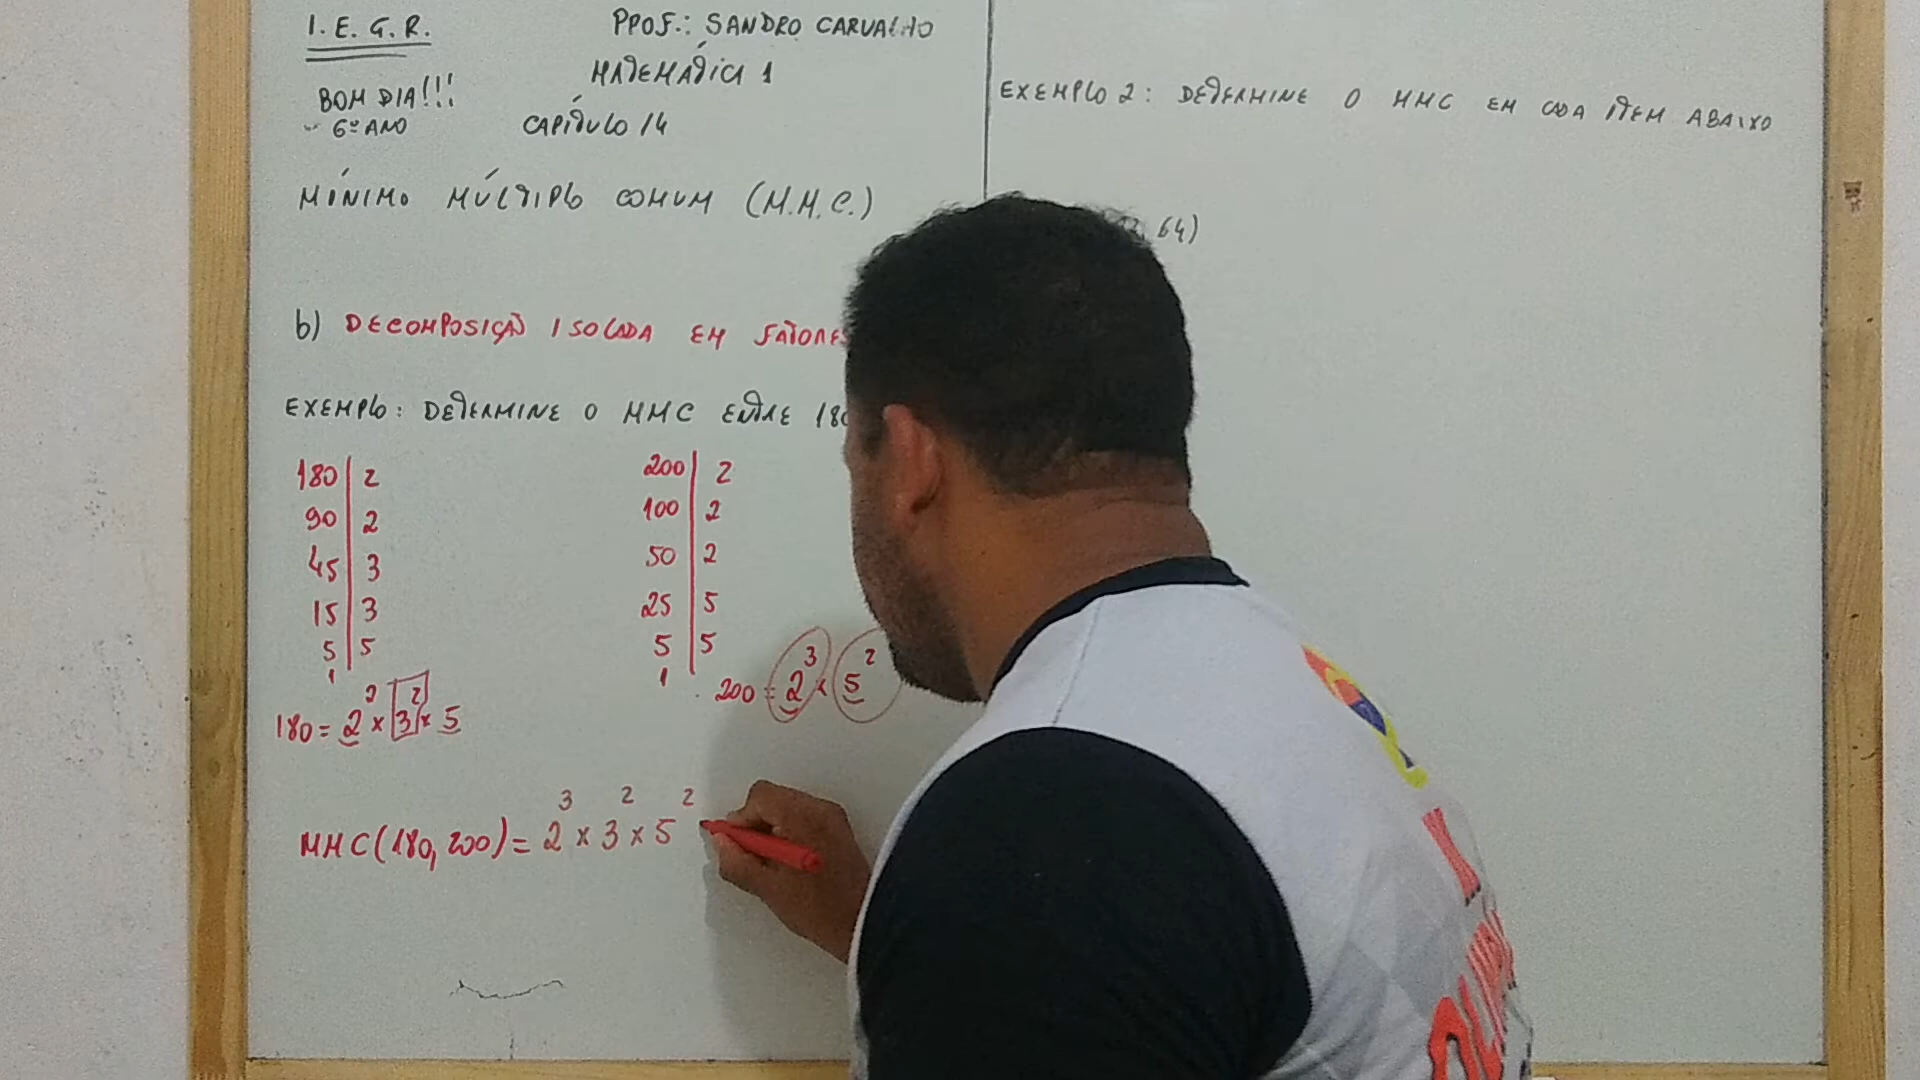 I. E. G. R.
PROF.: SANDRO CARVALHO
MATEMÁTICA 1
BOM DIA!!!
6º ANO
CAPÍTULO 14
MÍNIMO MÚLTIPLO COMUM (M.M.C.)
b) DECOMPOSIÇÃO ISOLADA EM FATORES
EXEMPLO: DETERMINE O MMC ENTRE 180
180 | 2
90 | 2
45 | 3
15 | 3
5 | 5
1
180 = 2² x 3² x 5
200 | 2
100 | 2
50 | 2
25 | 5
5 | 5
1
200 = 2³ x 5²
MMC(180, 200) = 2³ x 3² x 5²
EXEMPLO 2: DETERMINE O MMC EM CADA ITEM ABAIXO
, 64)